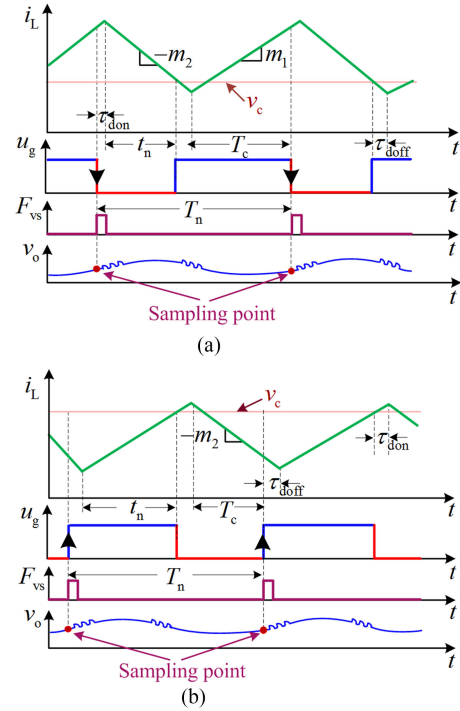 i_L
−m_2
m_1
v_c
τ_don
t_n
T_c
τ_doff
t
u_g
t
F_vs
T_n
t
v_o
t
Sampling point
(a)
i_L
v_c
−m_2
τ_don
τ_doff
t
t_n
T_c
u_g
t
F_vs
T_n
t
v_o
t
Sampling point
(b)